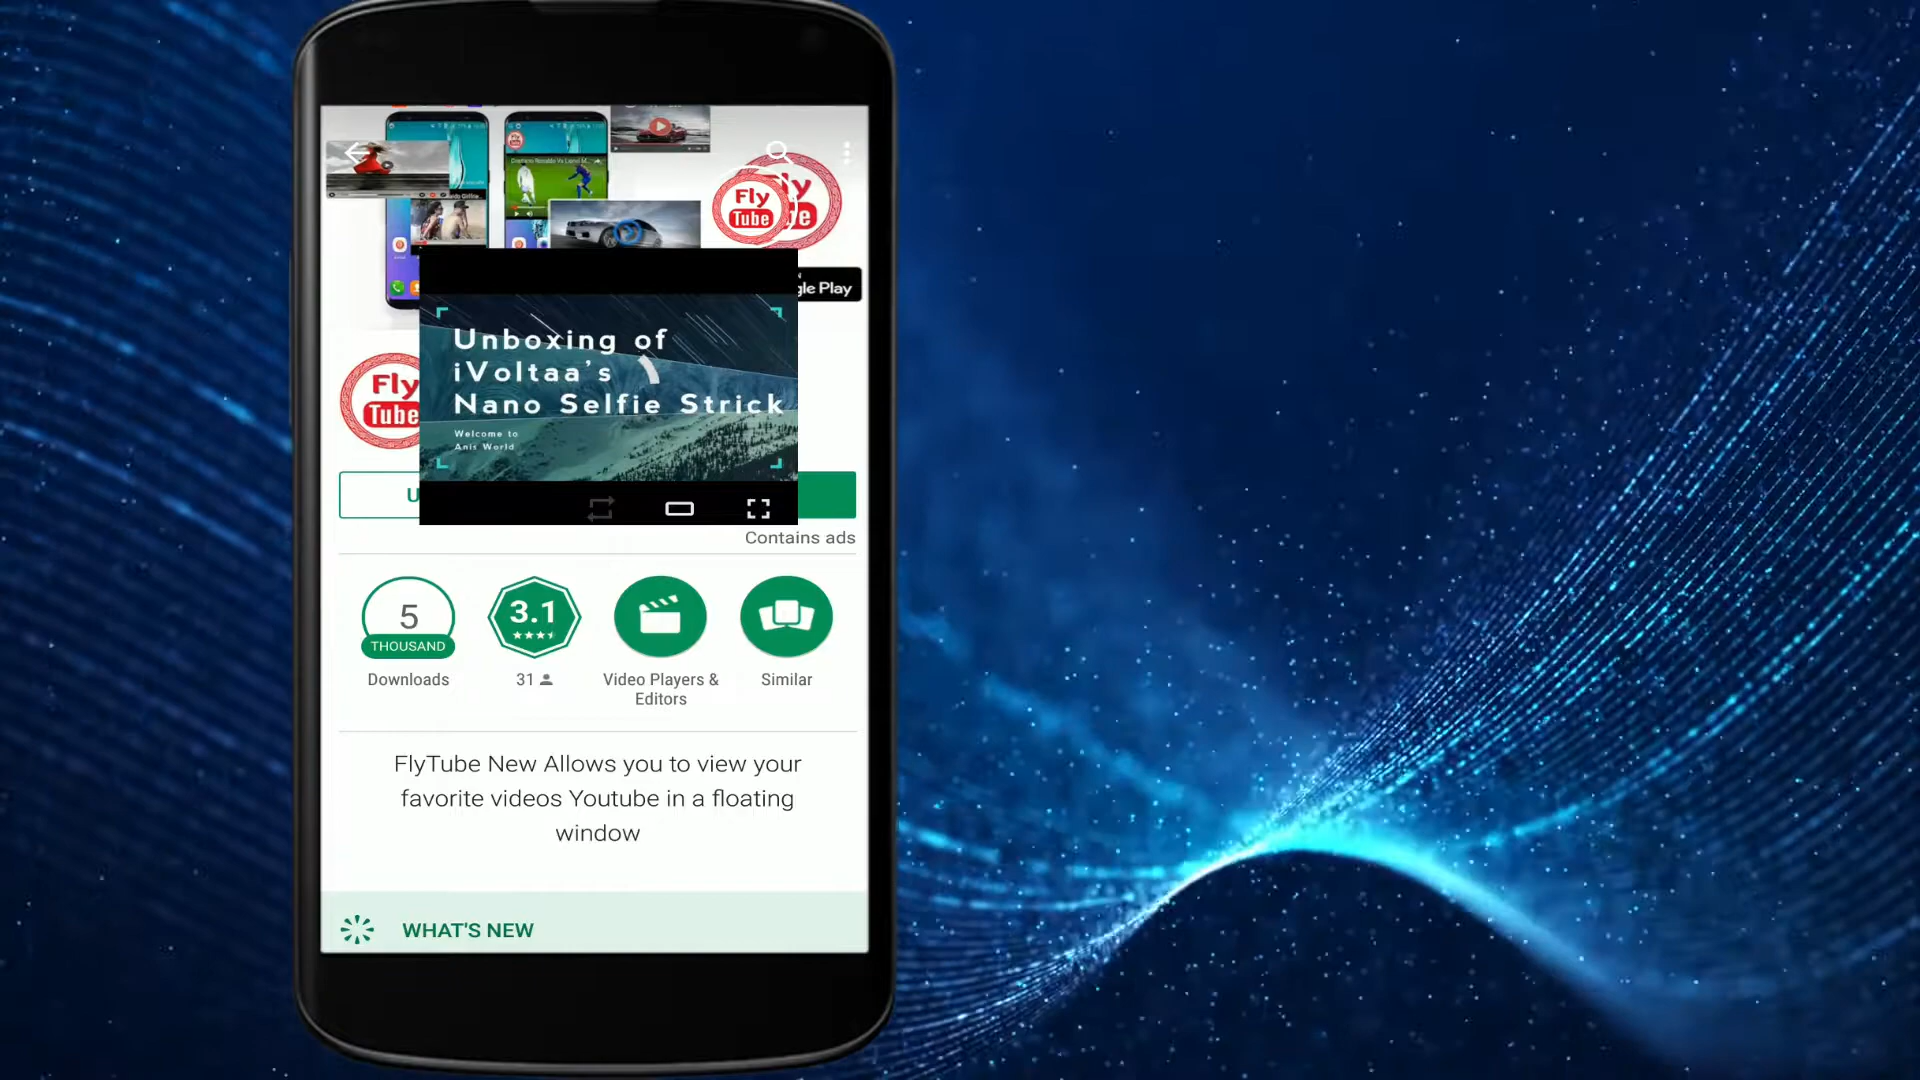 Fly
Tube
gle Play
Unboxing of
iVoltaa's
Nano Selfie Strick
Welcome to
Anis World
Fly
Tube
U
Contains ads
5
THOUSAND
Downloads
3.1
31
Video Players &
Editors
Similar
FlyTube New Allows you to view your
favorite videos Youtube in a floating
window
WHAT'S NEW